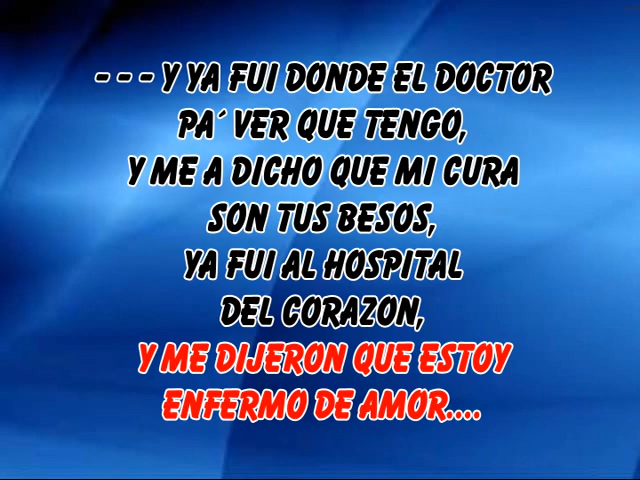 - - - Y YA FUI DONDE EL DOCTOR
PA´ VER QUE TENGO,
Y ME A DICHO QUE MI CURA
SON TUS BESOS,
YA FUI AL HOSPITAL
DEL CORAZON,
Y ME DIJERON QUE ESTOY
ENFERMO DE AMOR....